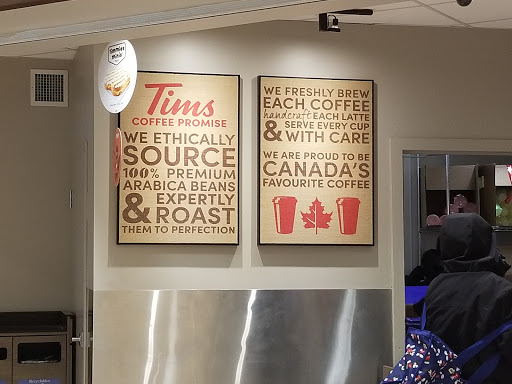 Tims
COFFEE PROMISE
WE ETHICALLY
SOURCE
100% PREMIUM
ARABICA BEANS
& EXPERTLY
ROAST
THEM TO PERFECTION
WE FRESHLY BREW
EACH COFFEE
handcraft EACH LATTE
& SERVE EVERY CUP
WITH CARE
WE ARE PROUD TO BE
CANADA'S
FAVOURITE COFFEE